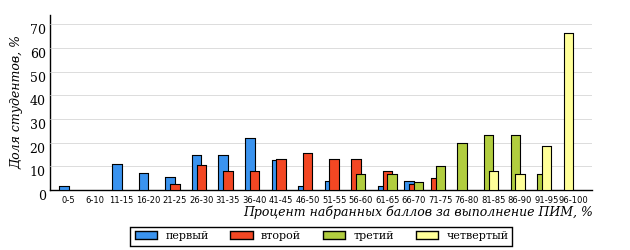 Доля студентов, %
70
60
50
40
30
20
10
0
0-5 6-10 11-15 16-20 21-25 26-30 31-35 36-40 41-45 46-50 51-55 56-60 61-65 66-70 71-75 76-80 81-85 86-90 91-95 96-100
Процент набранных баллов за выполнение ПИМ, %
первый второй третий четвертый